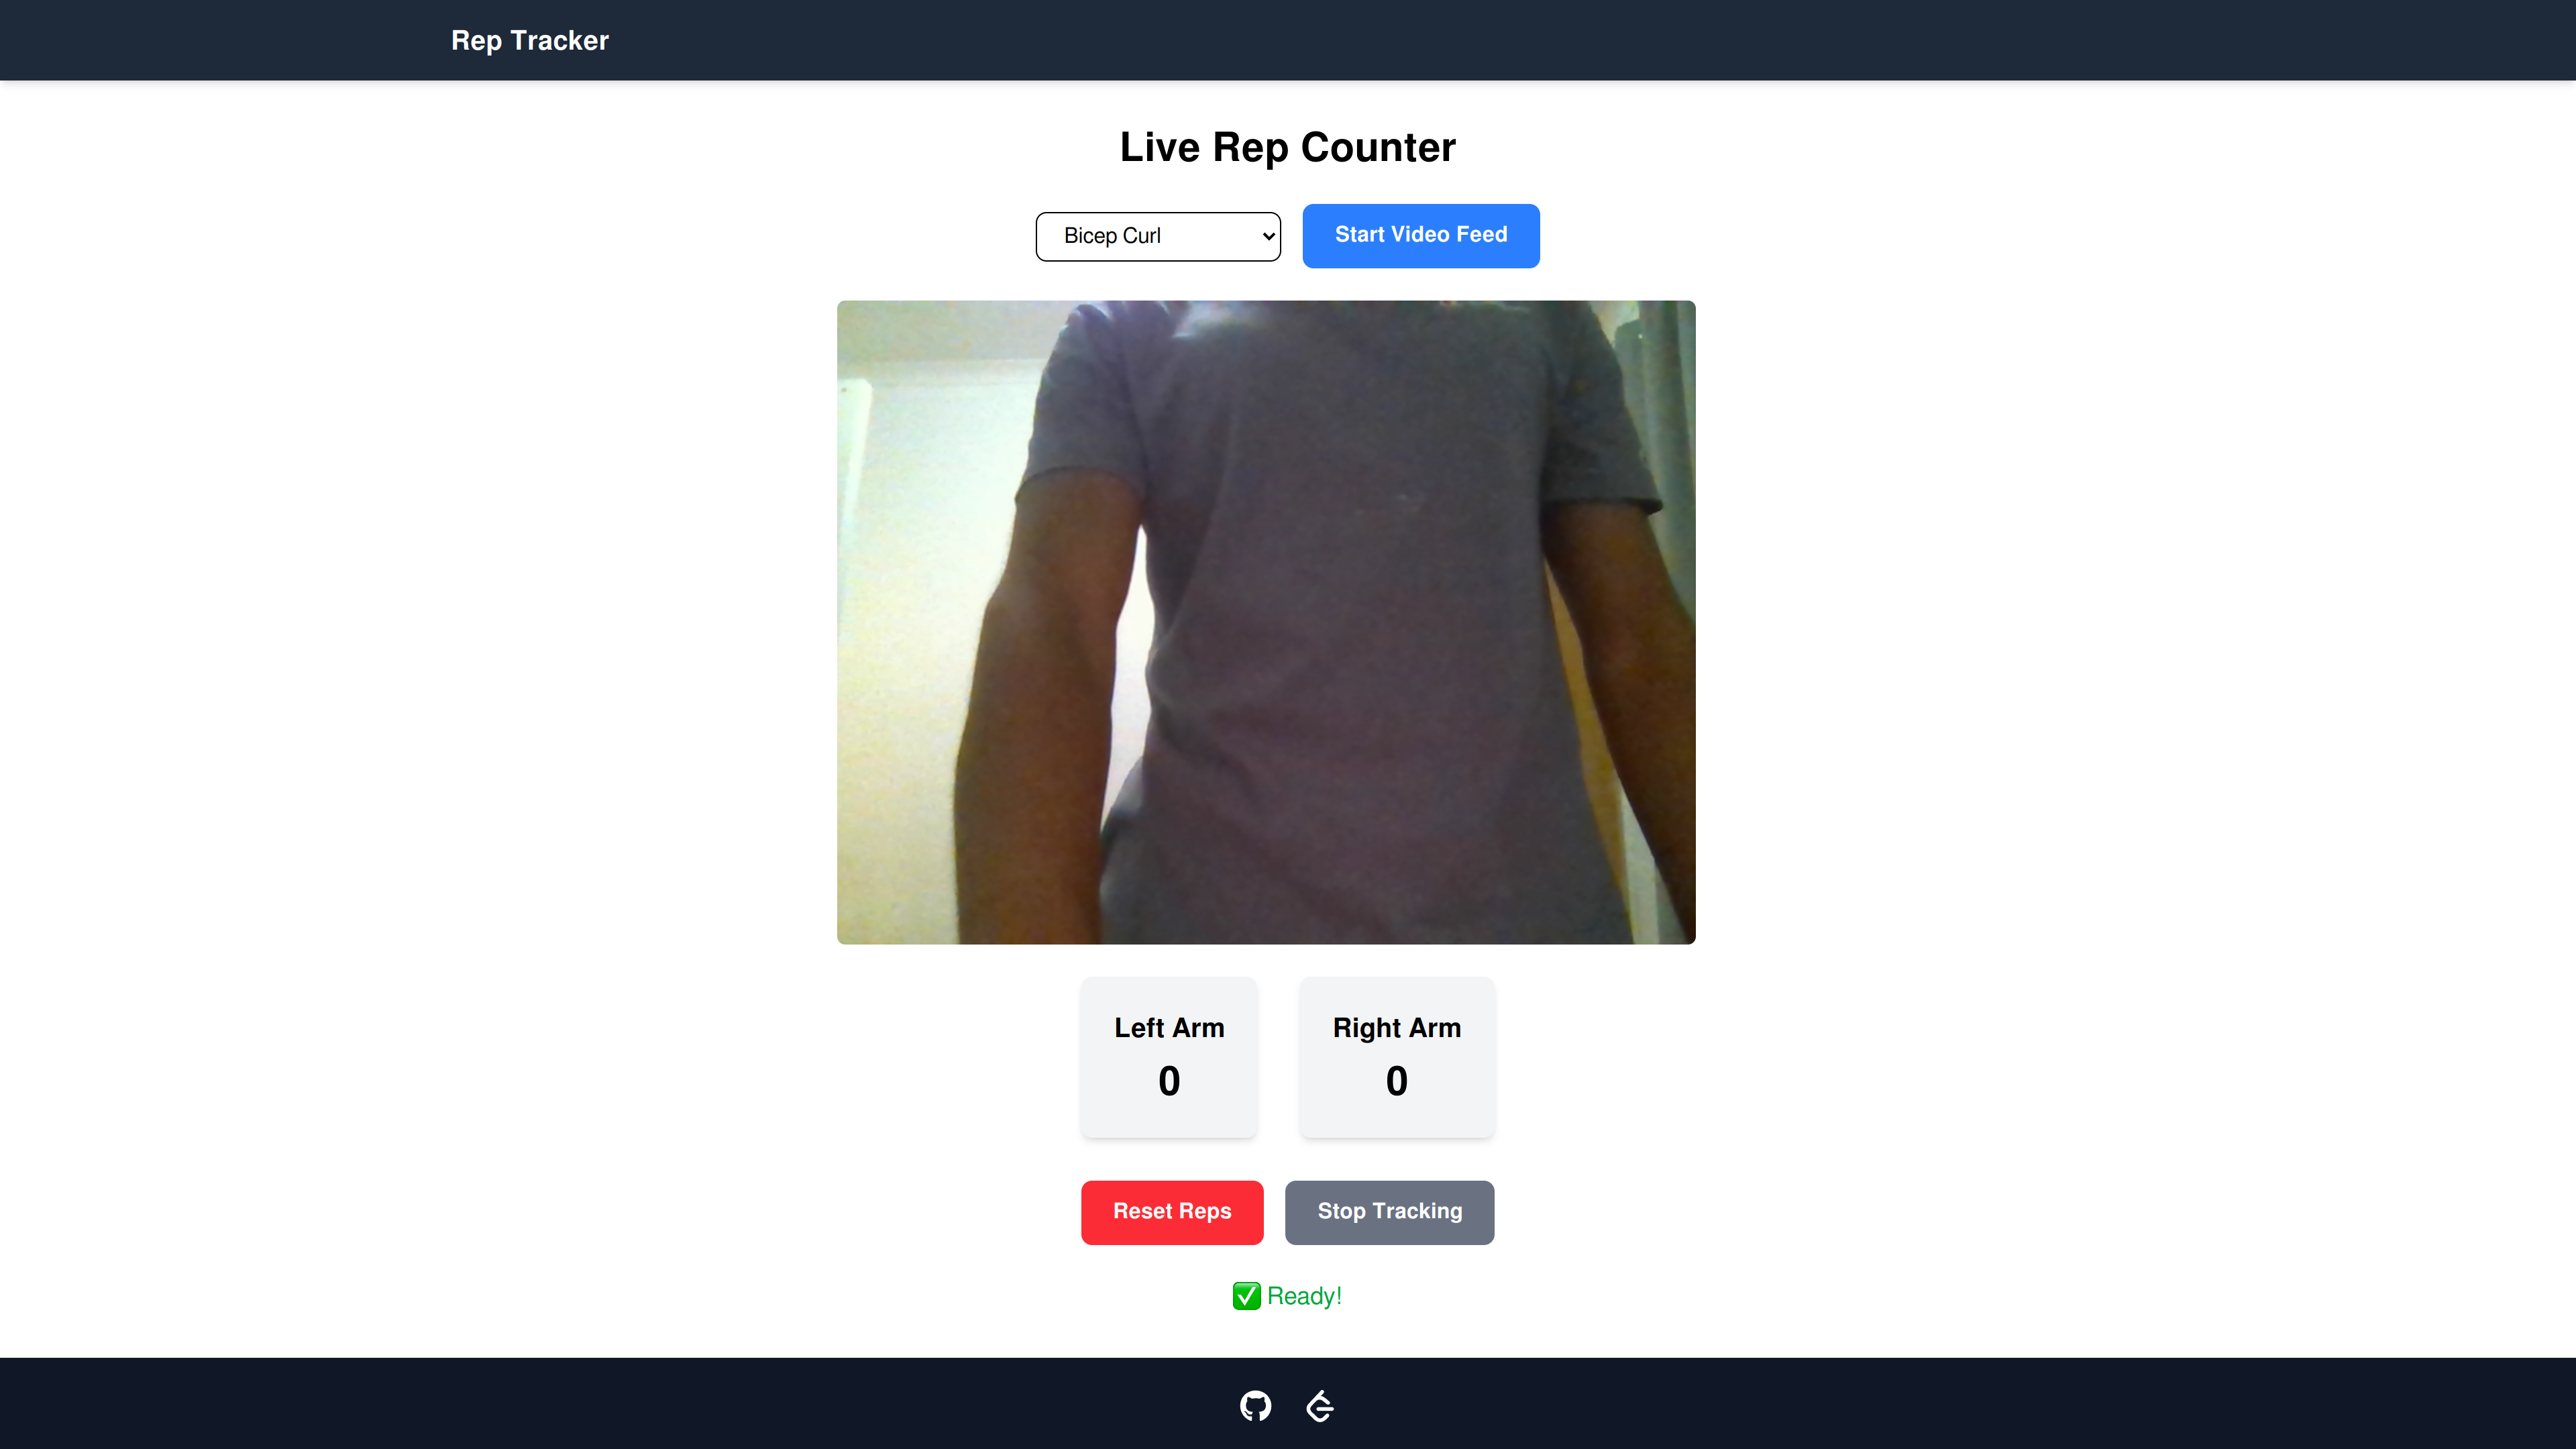 Rep Tracker
Live Rep Counter
Bicep Curl
Start Video Feed
Left Arm
Right Arm
0
0
Reset Reps
Stop Tracking
✅ Ready!